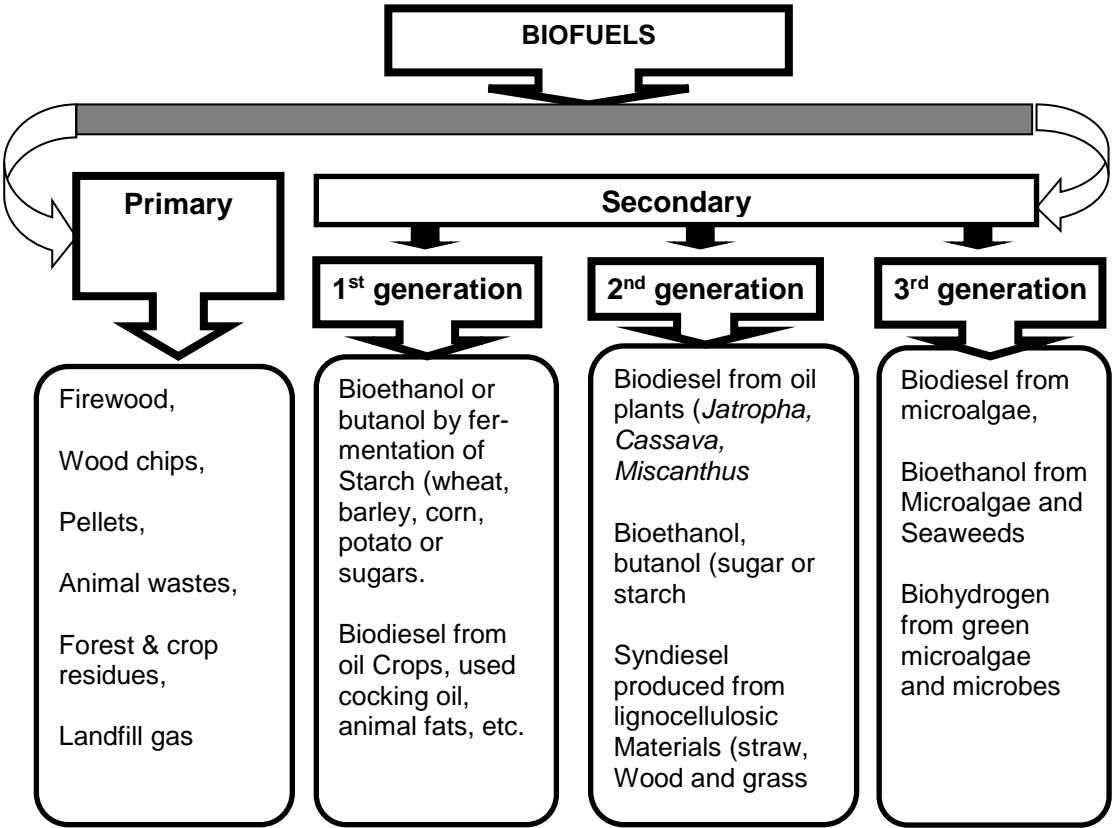 BIOFUELS
Primary
Secondary
1st generation
2nd generation
3rd generation
Firewood,
Wood chips,
Pellets,
Animal wastes,
Forest & crop
residues,
Landfill gas
Bioethanol or
butanol by fer-
mentation of
Starch (wheat,
barley, corn,
potato or
sugars.
Biodiesel from
oil Crops, used
cocking oil,
animal fats, etc.
Biodiesel from oil
plants (Jatropha,
Cassava,
Miscanthus
Bioethanol,
butanol (sugar or
starch
Syndiesel
produced from
lignocellulosic
Materials (straw,
Wood and grass
Biodiesel from
microalgae,
Bioethanol from
Microalgae and
Seaweeds
Biohydrogen
from green
microalgae
and microbes